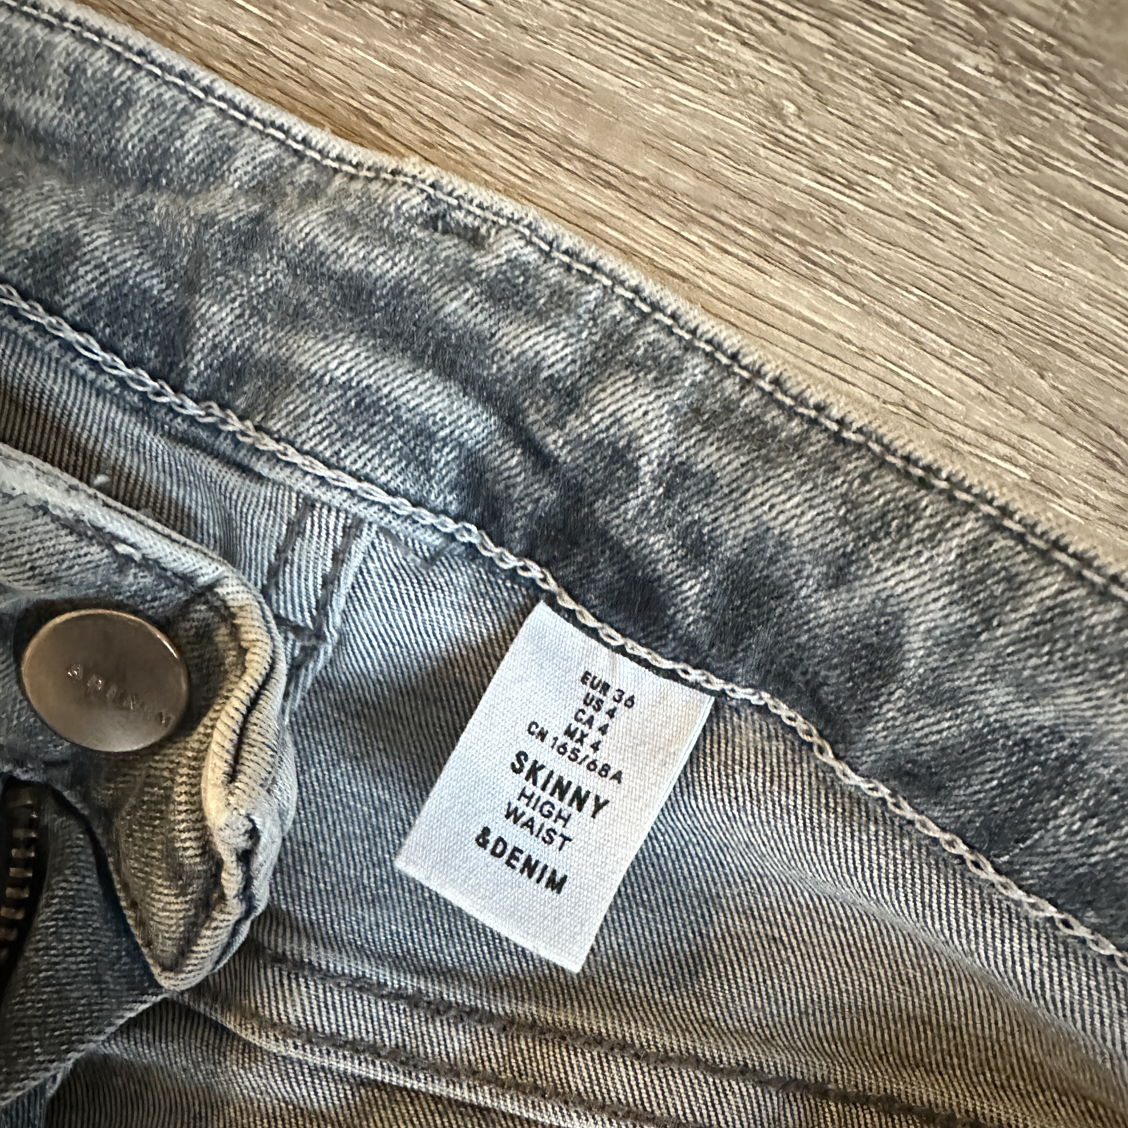 EUR 36
US 4
CA 4
MX 4
CN 165/68A
SKINNY
HIGH
WAIST
&DENIM